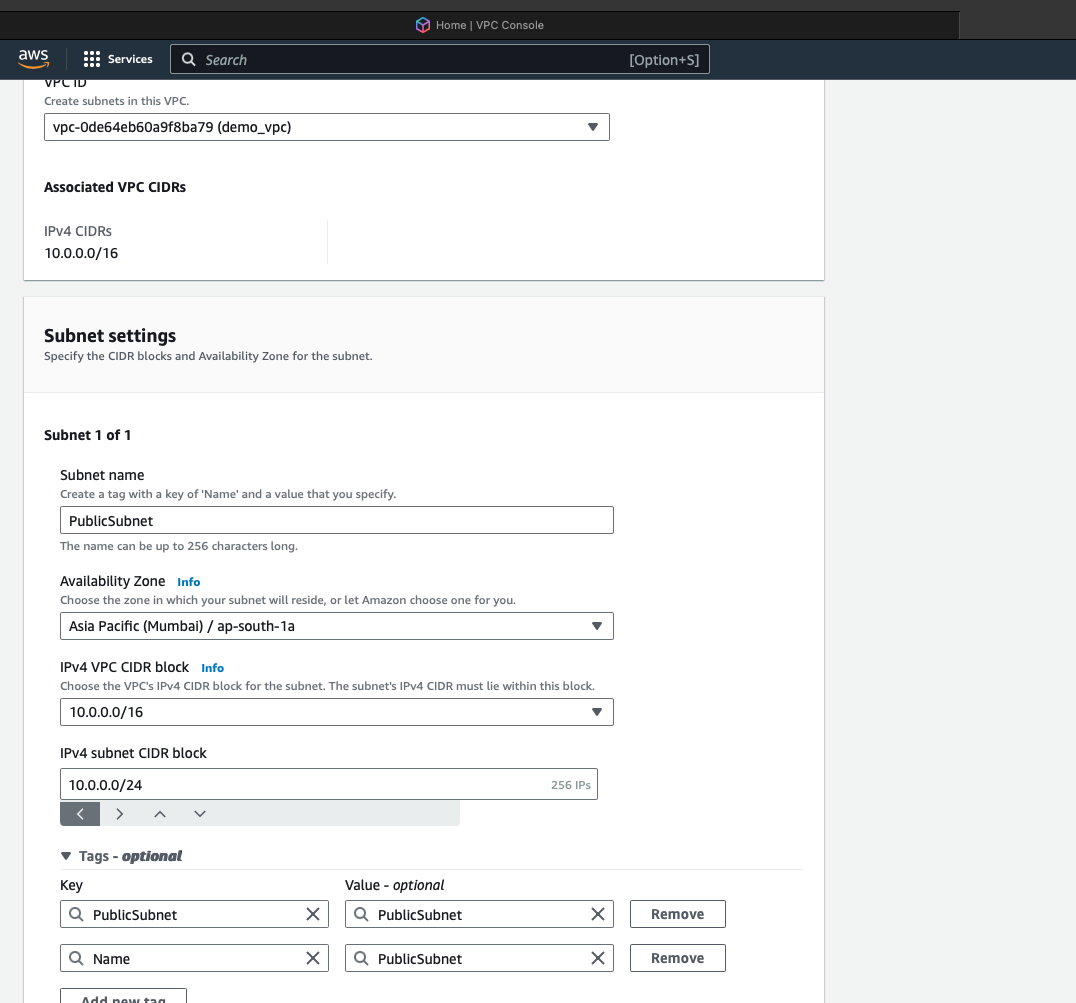 Home | VPC Console
aws
Services
Search [Option+S]
VPC ID
Create subnets in this VPC.
vpc-0de64eb60a9f8ba79 (demo_vpc)
Associated VPC CIDRs
IPv4 CIDRs
10.0.0.0/16
Subnet settings
Specify the CIDR blocks and Availability Zone for the subnet.
Subnet 1 of 1
Subnet name
Create a tag with a key of 'Name' and a value that you specify.
PublicSubnet
The name can be up to 256 characters long.
Availability Zone Info
Choose the zone in which your subnet will reside, or let Amazon choose one for you.
Asia Pacific (Mumbai) / ap-south-1a
IPv4 VPC CIDR block Info
Choose the VPC's IPv4 CIDR block for the subnet. The subnet's IPv4 CIDR must lie within this block.
10.0.0.0/16
IPv4 subnet CIDR block
10.0.0.0/24 256 IPs
Tags - optional
Key Value - optional
PublicSubnet PublicSubnet Remove
Name PublicSubnet Remove
Add new tag